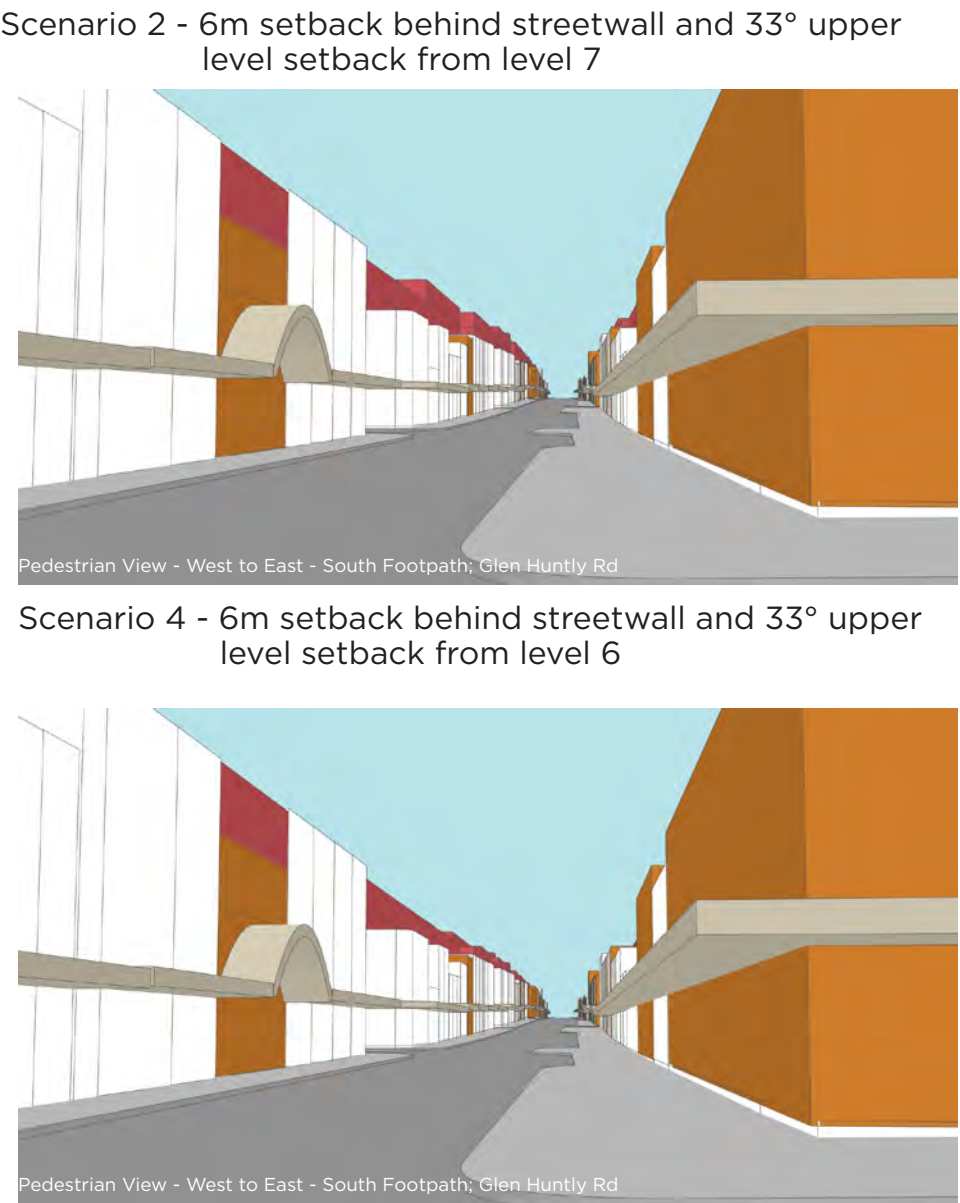 Scenario 2 - 6m setback behind streetwall and 33° upper
level setback from level 7
Pedestrian View - West to East - South Footpath; Glen Huntly Rd
Scenario 4 - 6m setback behind streetwall and 33° upper
level setback from level 6
Pedestrian View - West to East - South Footpath; Glen Huntly Rd